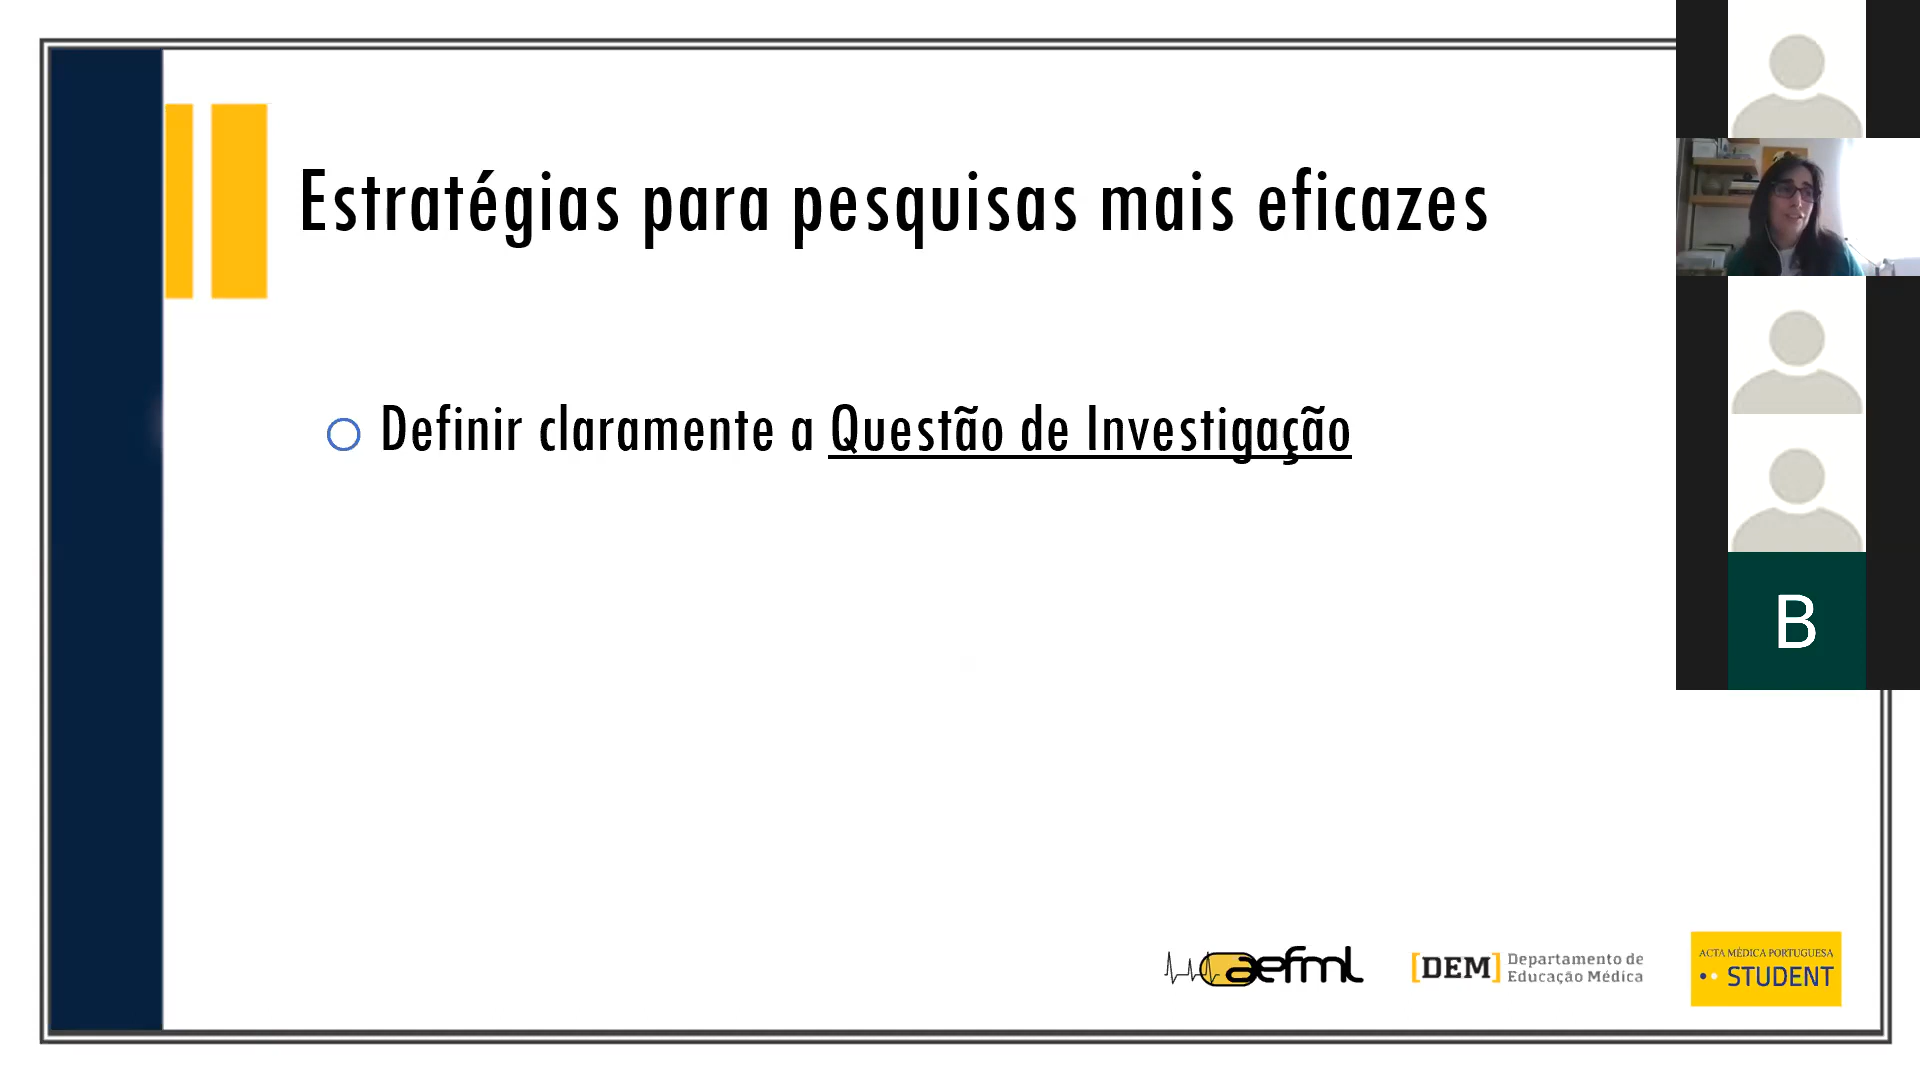 Estratégias para pesquisas mais eficazes
Definir claramente a Questão de Investigação
B
aefml
[DEM] Departamento de
Educação Médica
ACTA MÉDICA PORTUGUESA
STUDENT